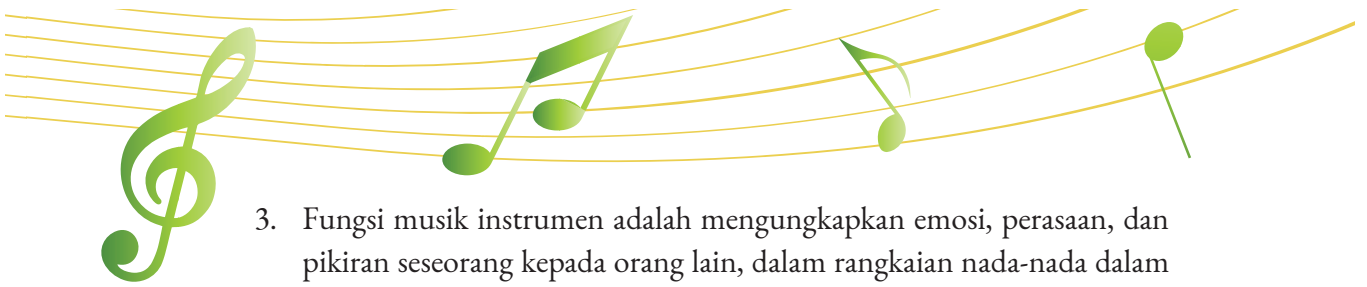 3. Fungsi musik instrumen adalah mengungkapkan emosi, perasaan, dan
pikiran seseorang kepada orang lain, dalam rangkaian nada-nada dalam